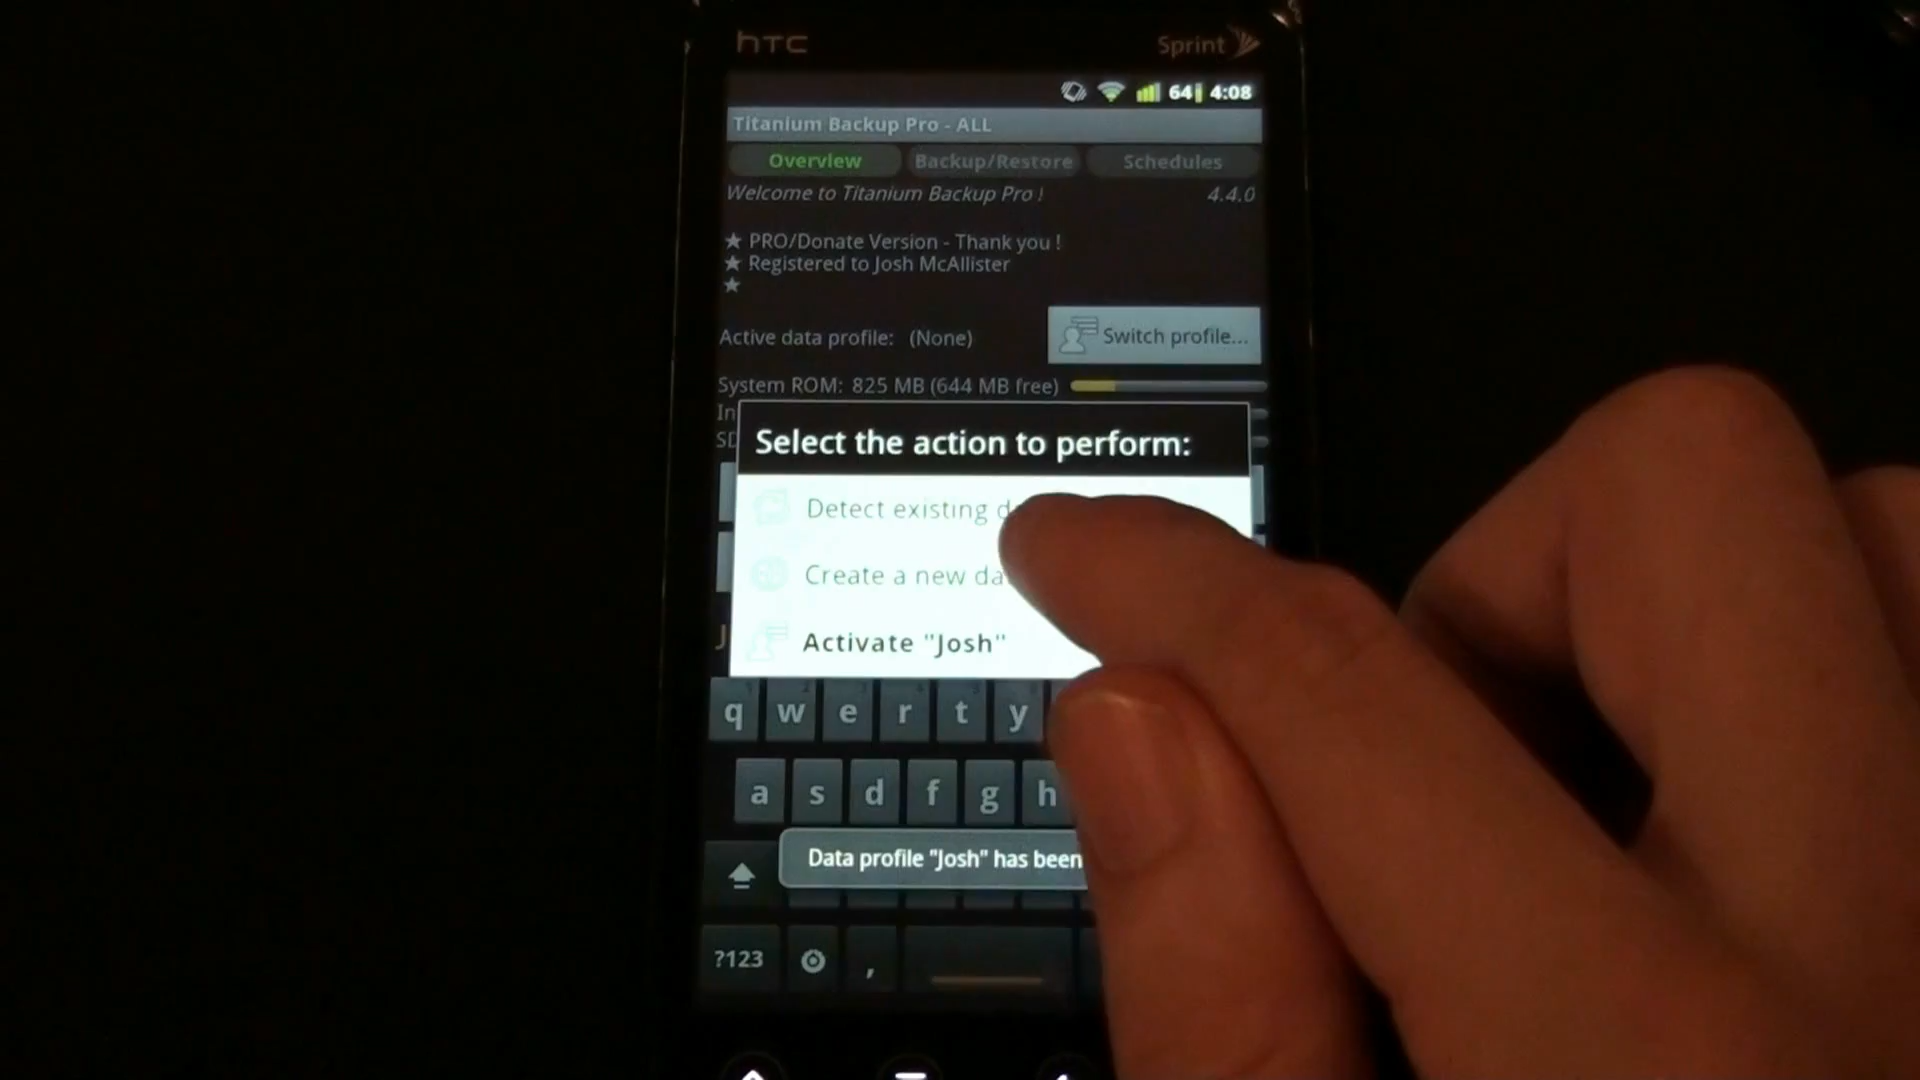 hTC
Sprint
64 4:08
Titanium Backup Pro - ALL
Overview Backup/Restore Schedules
Welcome to Titanium Backup Pro ! 4.4.0
★ PRO/Donate Version - Thank you !
★ Registered to Josh McAllister
★
Active data profile: (None) Switch profile...
System ROM: 825 MB (644 MB free)
Select the action to perform:
Detect existing
Create a new
Activate "Josh"
q w e r t y
a s d f g h
Data profile "Josh" has been
?123 ,